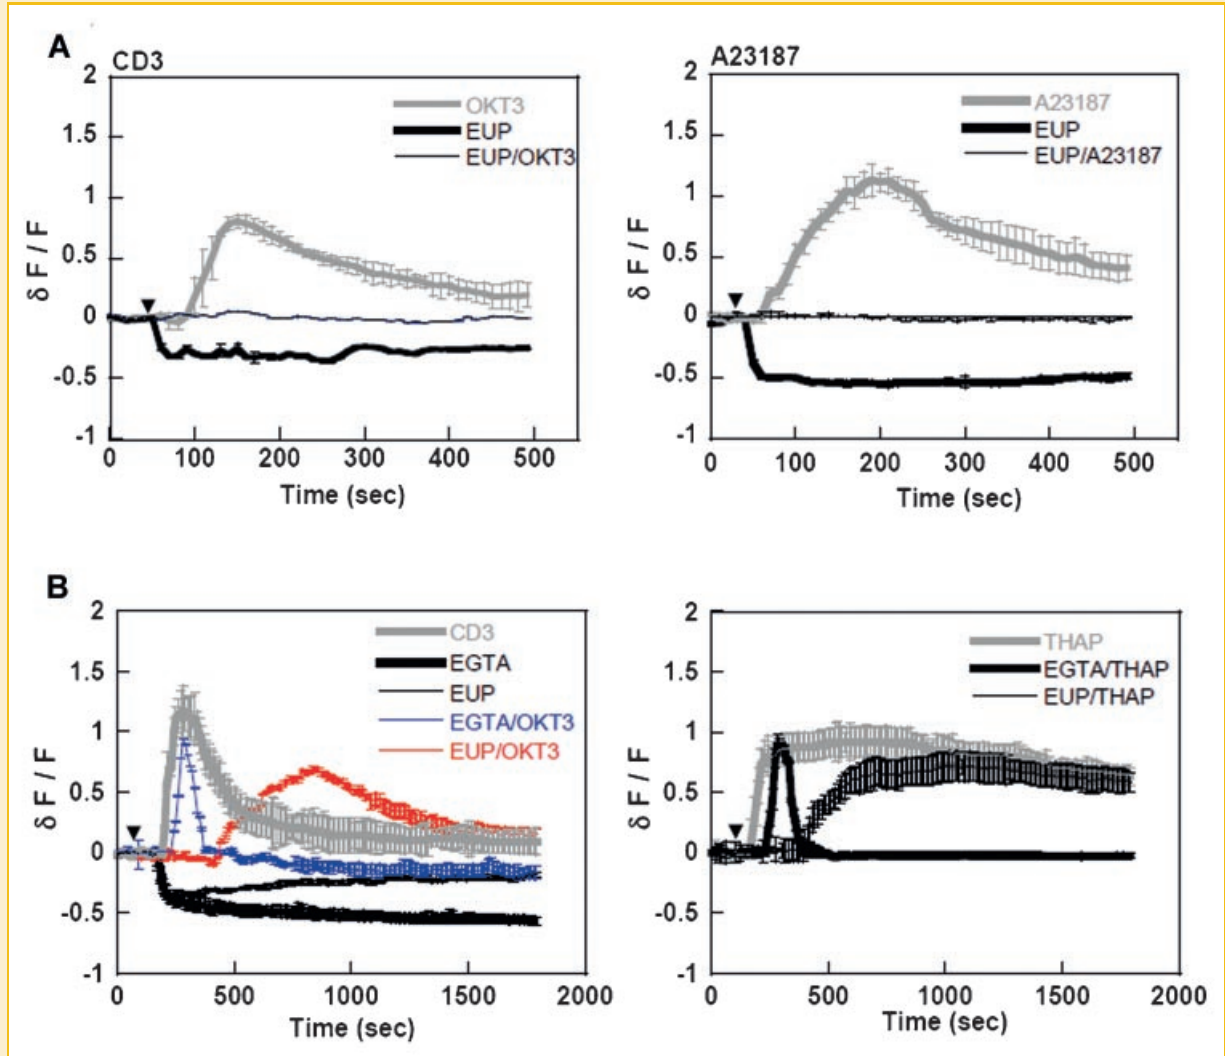 A
CD3
2
1.5
1
0.5
0
-0.5
-1
δ F / F
OKT3
EUP
EUP/OKT3
0 100 200 300 400 500
Time (sec)
A23187
2
1.5
1
0.5
0
-0.5
-1
δ F / F
A23187
EUP
EUP/A23187
0 100 200 300 400 500
Time (sec)
B
2
1.5
1
0.5
0
-0.5
-1
δ F / F
CD3
EGTA
EUP
EGTA/OKT3
EUP/OKT3
0 500 1000 1500 2000
Time (sec)
2
1.5
1
0.5
0
-0.5
-1
δ F / F
THAP
EGTA/THAP
EUP/THAP
0 500 1000 1500 2000
Time (sec)